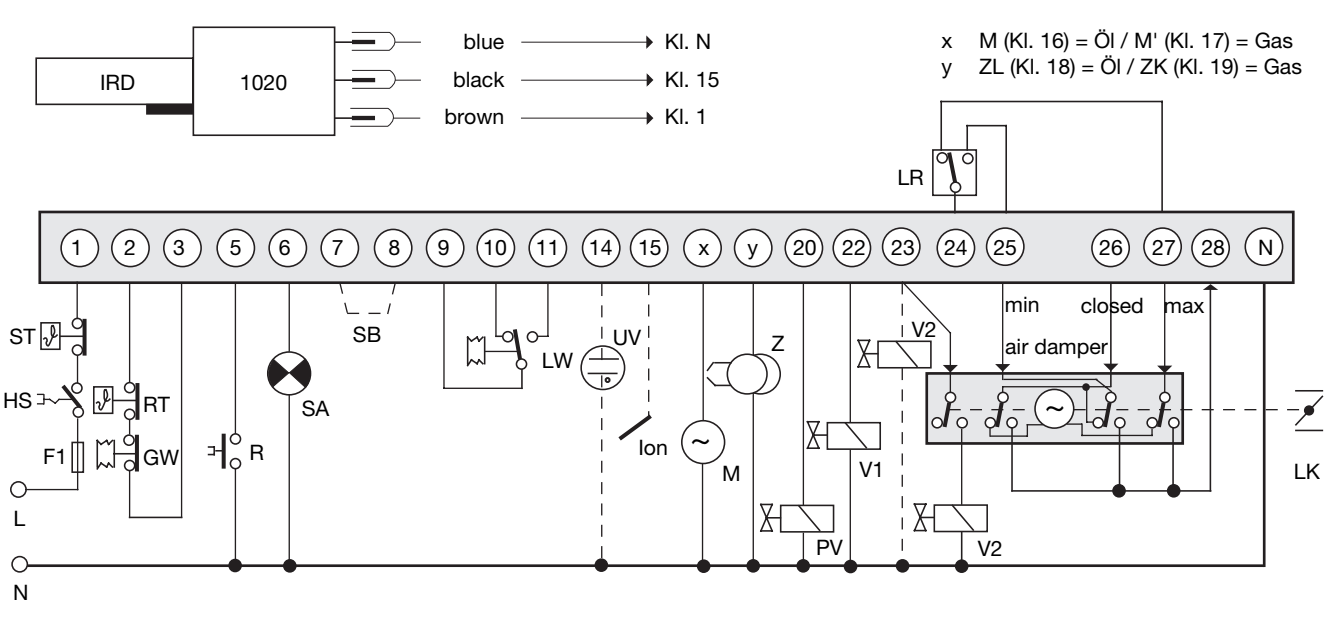 blue Kl. N
IRD 1020 black Kl. 15
brown Kl. 1
x M (Kl. 16) = Öl / M' (Kl. 17) = Gas
y ZL (Kl. 18) = Öl / ZK (Kl. 19) = Gas
LR
1 2 3 5 6 7 8 9 10 11 14 15 x y 20 22 23 24 25 26 27 28 N
min closed max
ST SB UV V2
LW Z air damper
HS RT SA ~
F1 GW R Ion ~ M V1 LK
L
PV V2
N